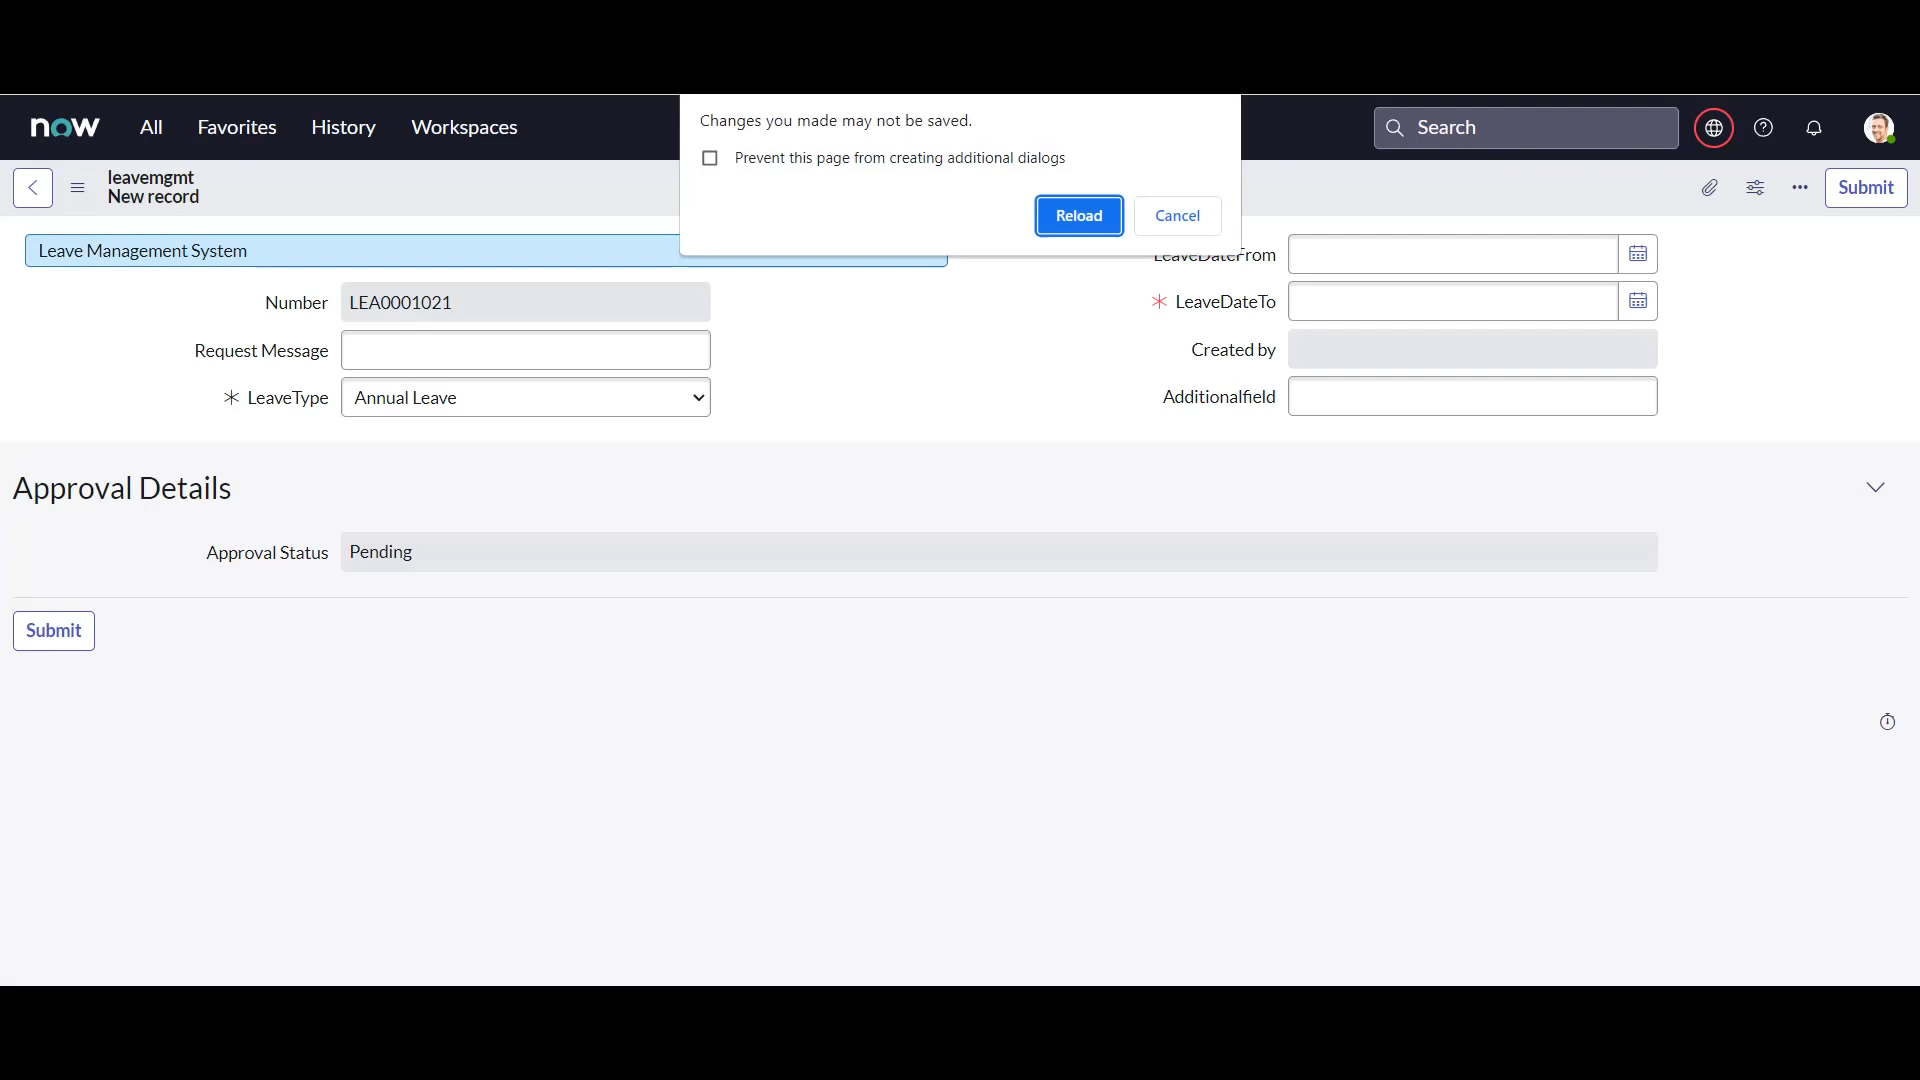 now All Favorites History Workspaces
Changes you made may not be saved.
Prevent this page from creating additional dialogs
Reload Cancel
Search
leavemgmt
New record
Submit
Leave Management System
Number LEA0001021
Request Message
* LeaveType Annual Leave
LeaveDateFrom
* LeaveDateTo
Created by
Additionalfield
Approval Details
Approval Status Pending
Submit